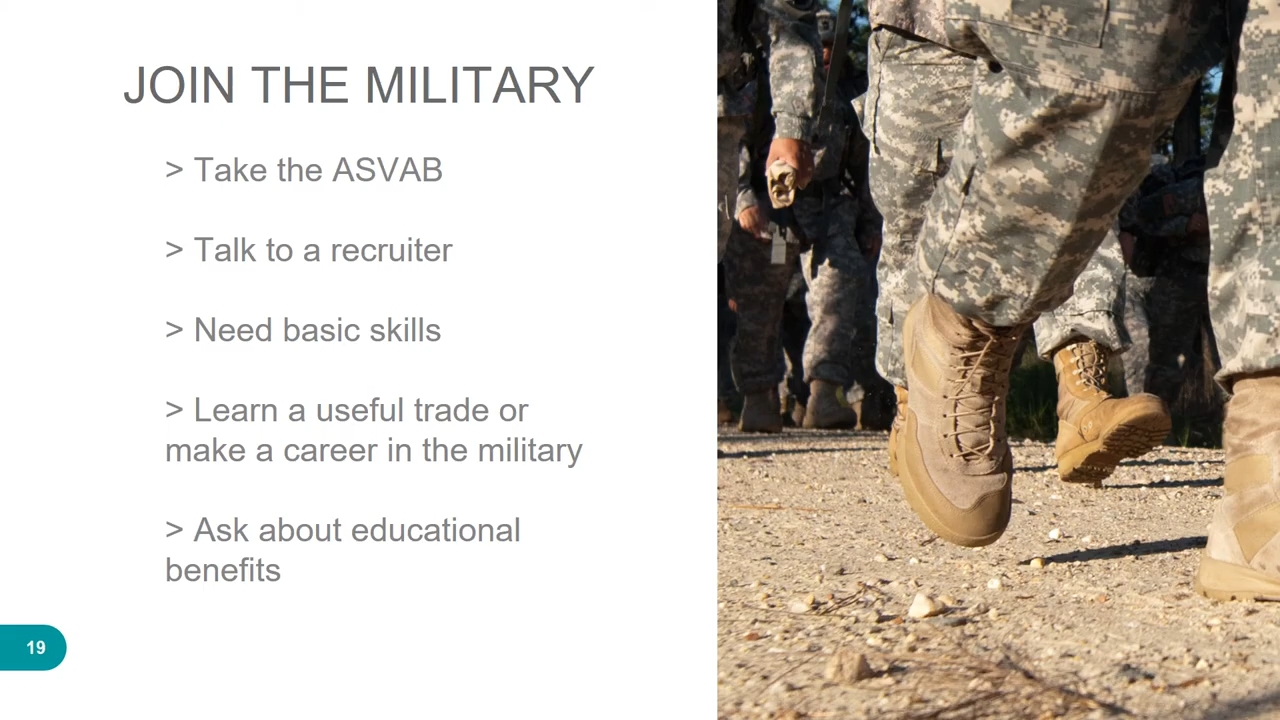 JOIN THE MILITARY
> Take the ASVAB
> Talk to a recruiter
> Need basic skills
> Learn a useful trade or
make a career in the military
> Ask about educational
benefits
19